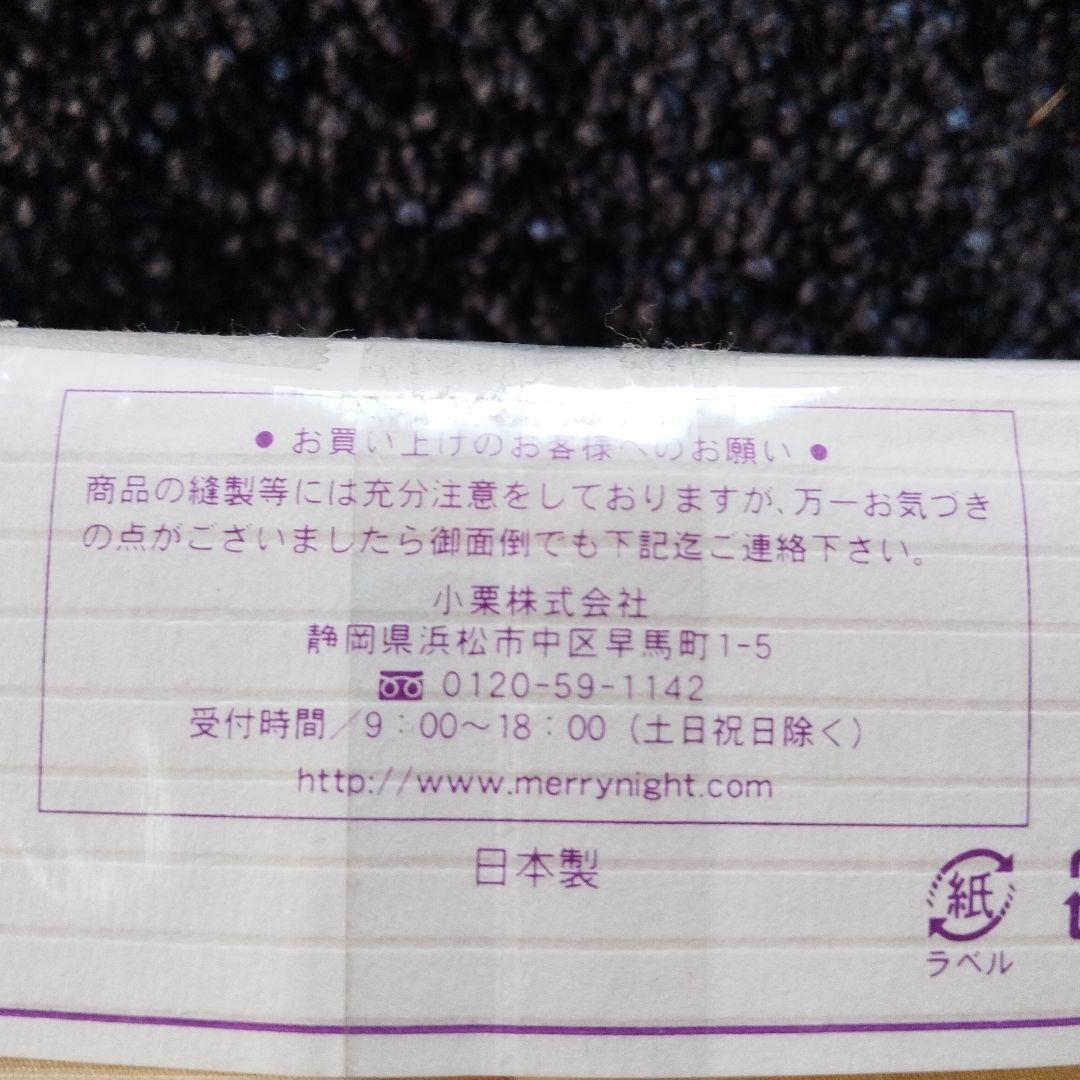 ● お買い上げのお客様へのお願い ●
商品の縫製等には充分注意をしておりますが、万一お気づき
の点がございましたら御面倒でも下記迄ご連絡下さい。
小栗株式会社
静岡県浜松市中区早馬町1-5
0120-59-1142
受付時間／9：00〜18：00（土日祝日除く）
http://www.merrynight.com
日本製
紙
ラベル